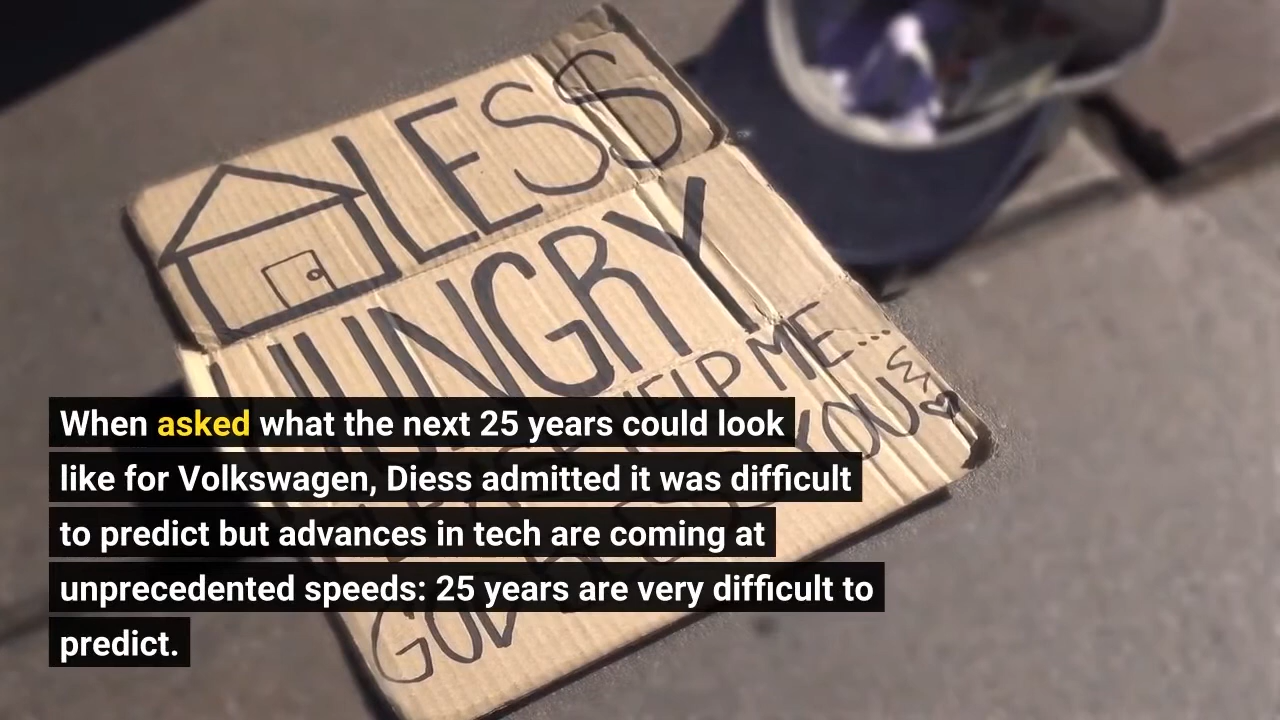 LESS
HUNGRY
HELP ME...
YOU
GOD
When asked what the next 25 years could look
like for Volkswagen, Diess admitted it was difficult
to predict but advances in tech are coming at
unprecedented speeds: 25 years are very difficult to
predict.